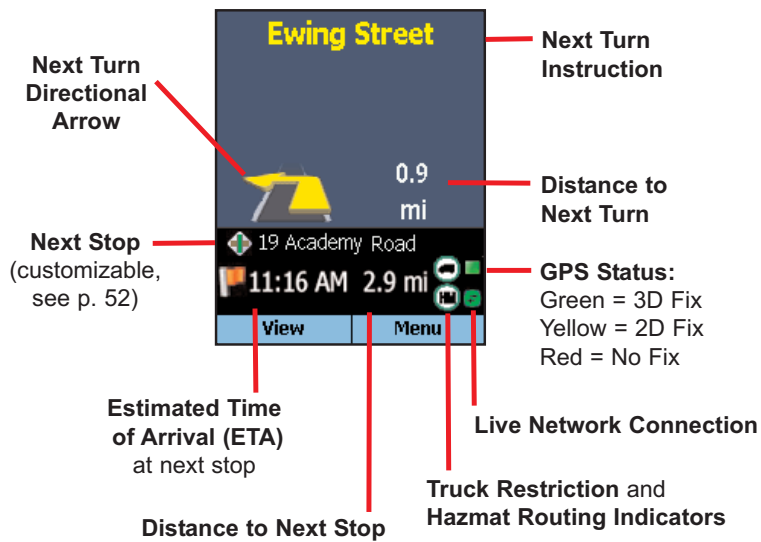 Ewing Street
Next Turn
Instruction
Next Turn
Directional
Arrow
0.9
mi
Distance to
Next Turn
Next Stop
(customizable,
see p. 52)
19 Academy Road
11:16 AM 2.9 mi
HM
GPS Status:
Green = 3D Fix
Yellow = 2D Fix
Red = No Fix
View Menu
Estimated Time
of Arrival (ETA)
at next stop
Live Network Connection
Truck Restriction and
Hazmat Routing Indicators
Distance to Next Stop